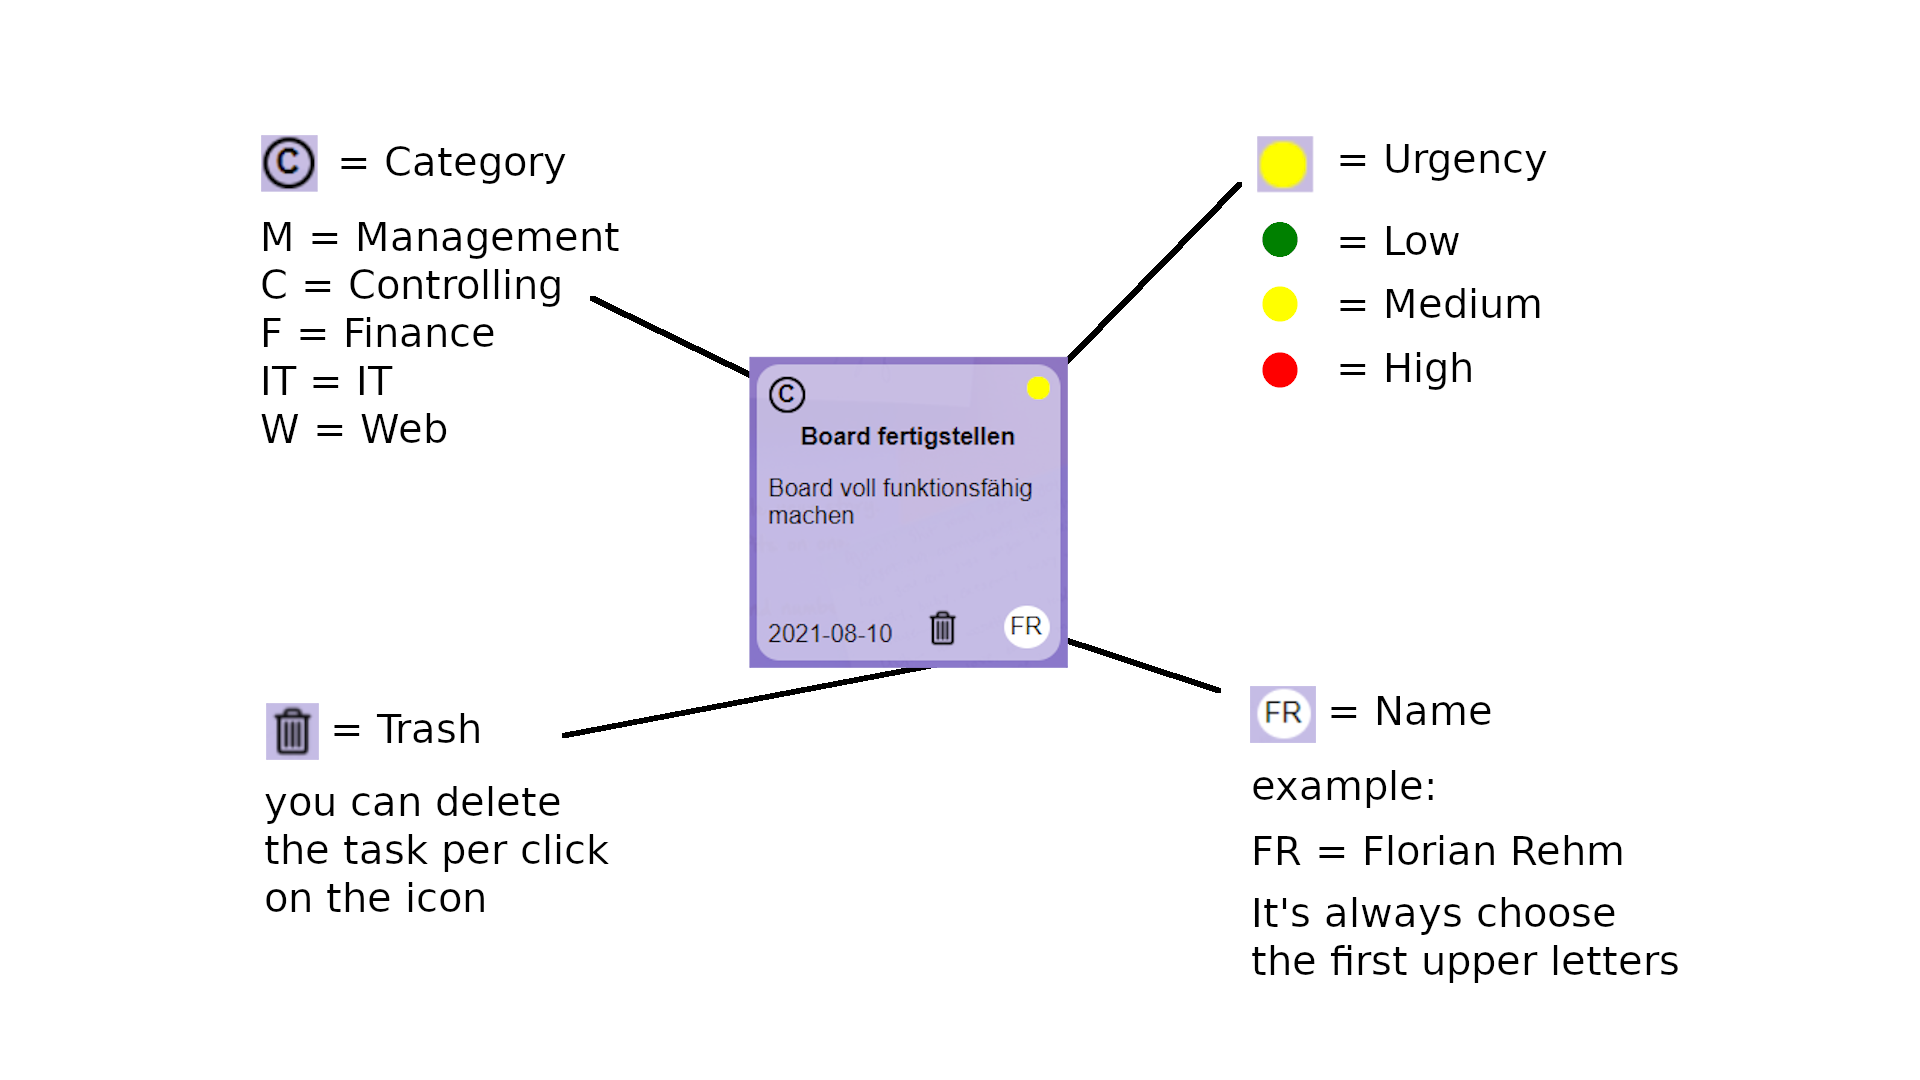 C = Category
M = Management
C = Controlling
F = Finance
IT = IT
W = Web
= Urgency
= Low
= Medium
= High
C
Board fertigstellen
Board voll funktionsfähig
machen
2021-08-10
FR
= Trash
you can delete
the task per click
on the icon
FR = Name
example:
FR = Florian Rehm
It's always choose
the first upper letters